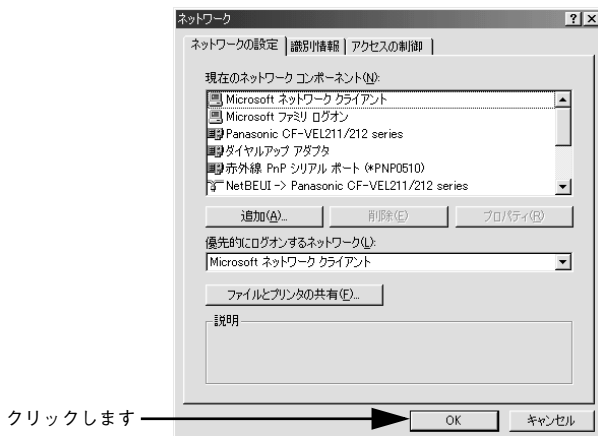 ネットワーク
ネットワークの設定 識別情報 アクセスの制御
現在のネットワーク コンポーネント(N):
Microsoft ネットワーク クライアント
Microsoft ファミリ ログオン
Panasonic CF-VEL211/212 series
ダイヤルアップ アダプタ
赤外線 PnP シリアル ポート (*PNP0510)
NetBEUI -> Panasonic CF-VEL211/212 series
追加(A)... 削除(E) プロパティ(R)
優先的にログオンするネットワーク(L):
Microsoft ネットワーク クライアント
ファイルとプリンタの共有(F)...
説明
クリックします
OK キャンセル